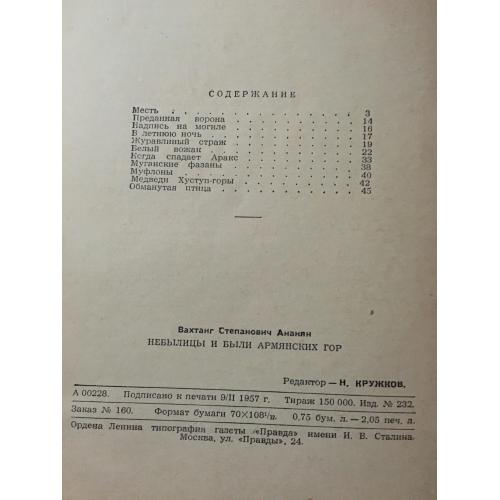 СОДЕРЖАНИЕ
Месть . . . . . . . . . . . . 3
Преданная ворона . . . . . . . . 14
Надпись на могиле . . . . . . . . 16
В летнюю ночь . . . . . . . . . 17
Журавлиный страж . . . . . . . . 19
Белый вожак . . . . . . . . . . 22
Когда спадает Аракс . . . . . . . 33
Муганские фазаны . . . . . . . . 38
Муфлоны . . . . . . . . . . . 40
Медведи Хуступ-горы . . . . . . . 42
Обманутая птица . . . . . . . . 45
Вахтанг Степанович Ананян
НЕБЫЛИЦЫ И БЫЛИ АРМЯНСКИХ ГОР
Редактор — Н. КРУЖКОВ.
А 00228. Подписано к печати 9/II 1957 г. Тираж 150 000. Изд. № 232.
Заказ № 160. Формат бумаги 70×108¹/₃₂. 0,75 бум. л. — 2,05 печ. л.
Ордена Ленина типография газеты «Правда» имени И. В. Сталина.
Москва, ул. «Правды», 24.